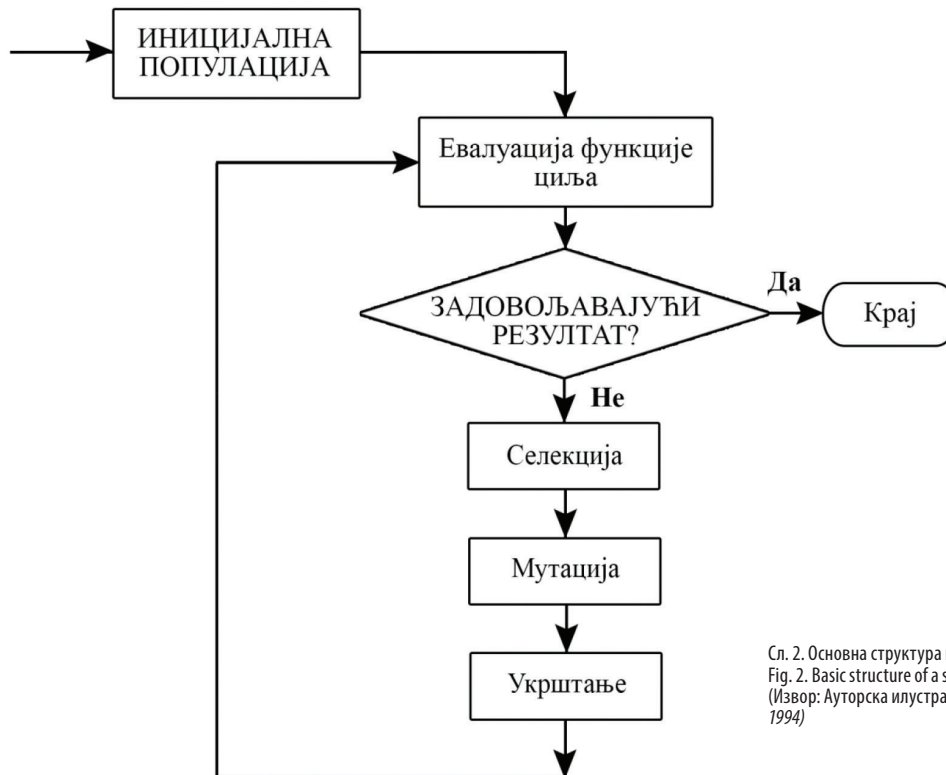 ИНИЦИЈАЛНА
ПОПУЛАЦИЈА
Евалуација функције
циља
ЗАДОВОЉАВАЈУЋИ
РЕЗУЛТАТ?
Да
Крај
Не
Селекција
Мутација
Укрштање
Сл. 2. Основна структура
Fig. 2. Basic structure of a
(Извор: Ауторска
1994)